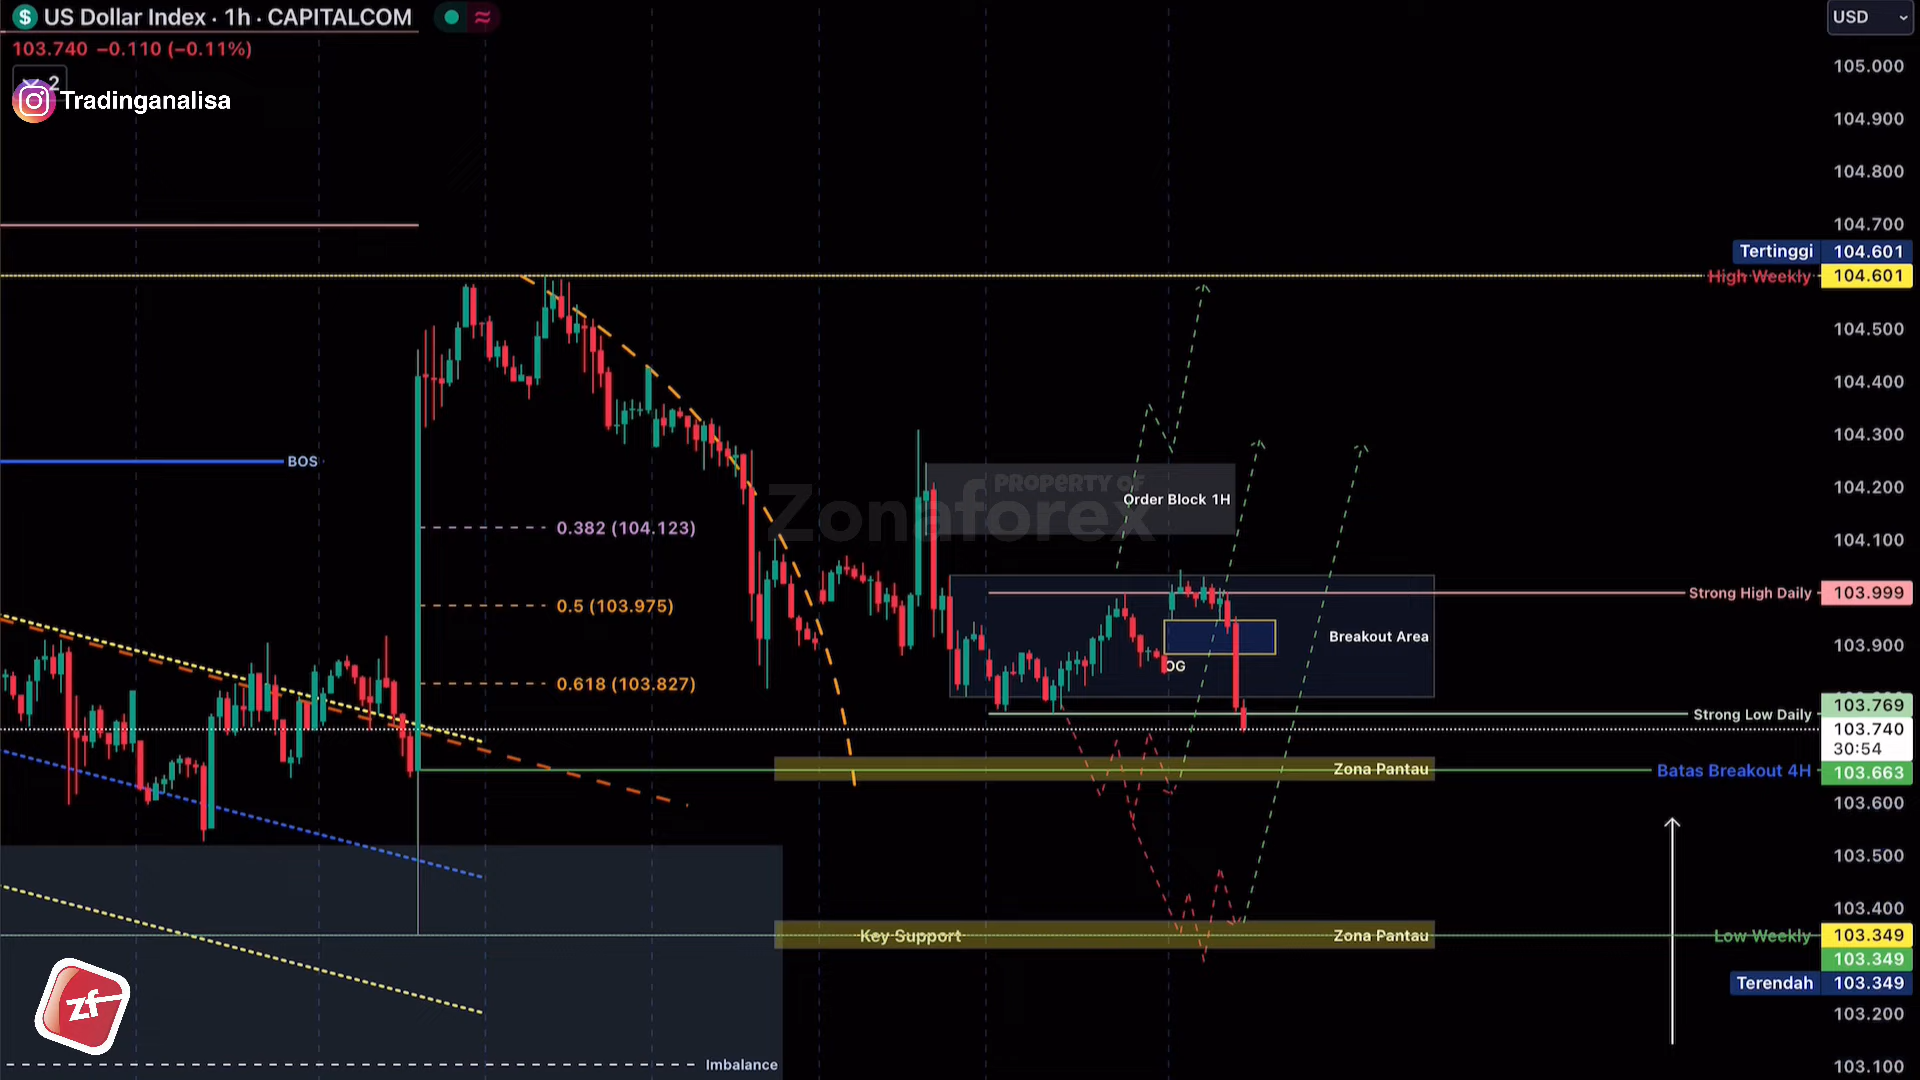 US Dollar Index · 1h · CAPITALCOM
103.740 −0.110 (−0.11%)
2
Tradinganalisa
USD
105.000
104.900
104.800
104.700
Tertinggi 104.601
High Weekly 104.601
104.500
104.400
104.300
BOS
104.200
PROPERTY OF
Zonaforex
Order Block 1H
0.382 (104.123)
104.100
Strong High Daily 103.999
0.5 (103.975)
Breakout Area
103.900
OG
0.618 (103.827)
103.769
Strong Low Daily
103.740
30:54
Zona Pantau
Batas Breakout 4H 103.663
103.600
103.500
103.400
Key Support
Zona Pantau
Low Weekly 103.349
103.349
Terendah 103.349
zf
103.200
Imbalance
103.100